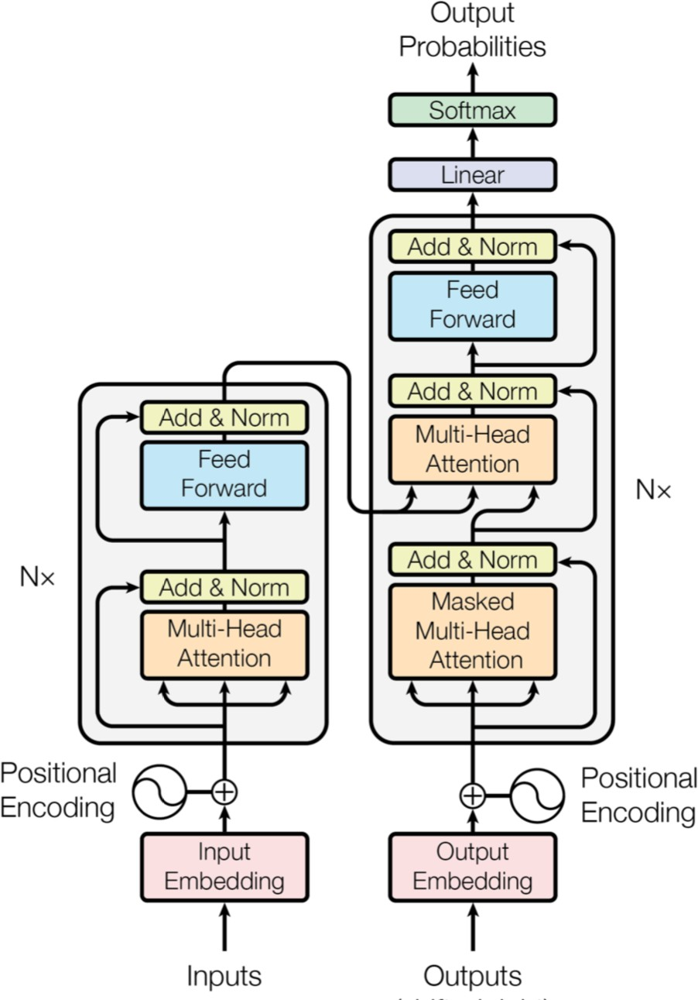 Output
Probabilities
Softmax
Linear
Add & Norm
Feed
Forward
Add & Norm
Multi-Head
Attention
Nx
Add & Norm
Masked
Multi-Head
Attention
Add & Norm
Feed
Forward
Nx
Add & Norm
Multi-Head
Attention
Positional
Encoding
Positional
Encoding
Input
Embedding
Output
Embedding
Inputs
Outputs